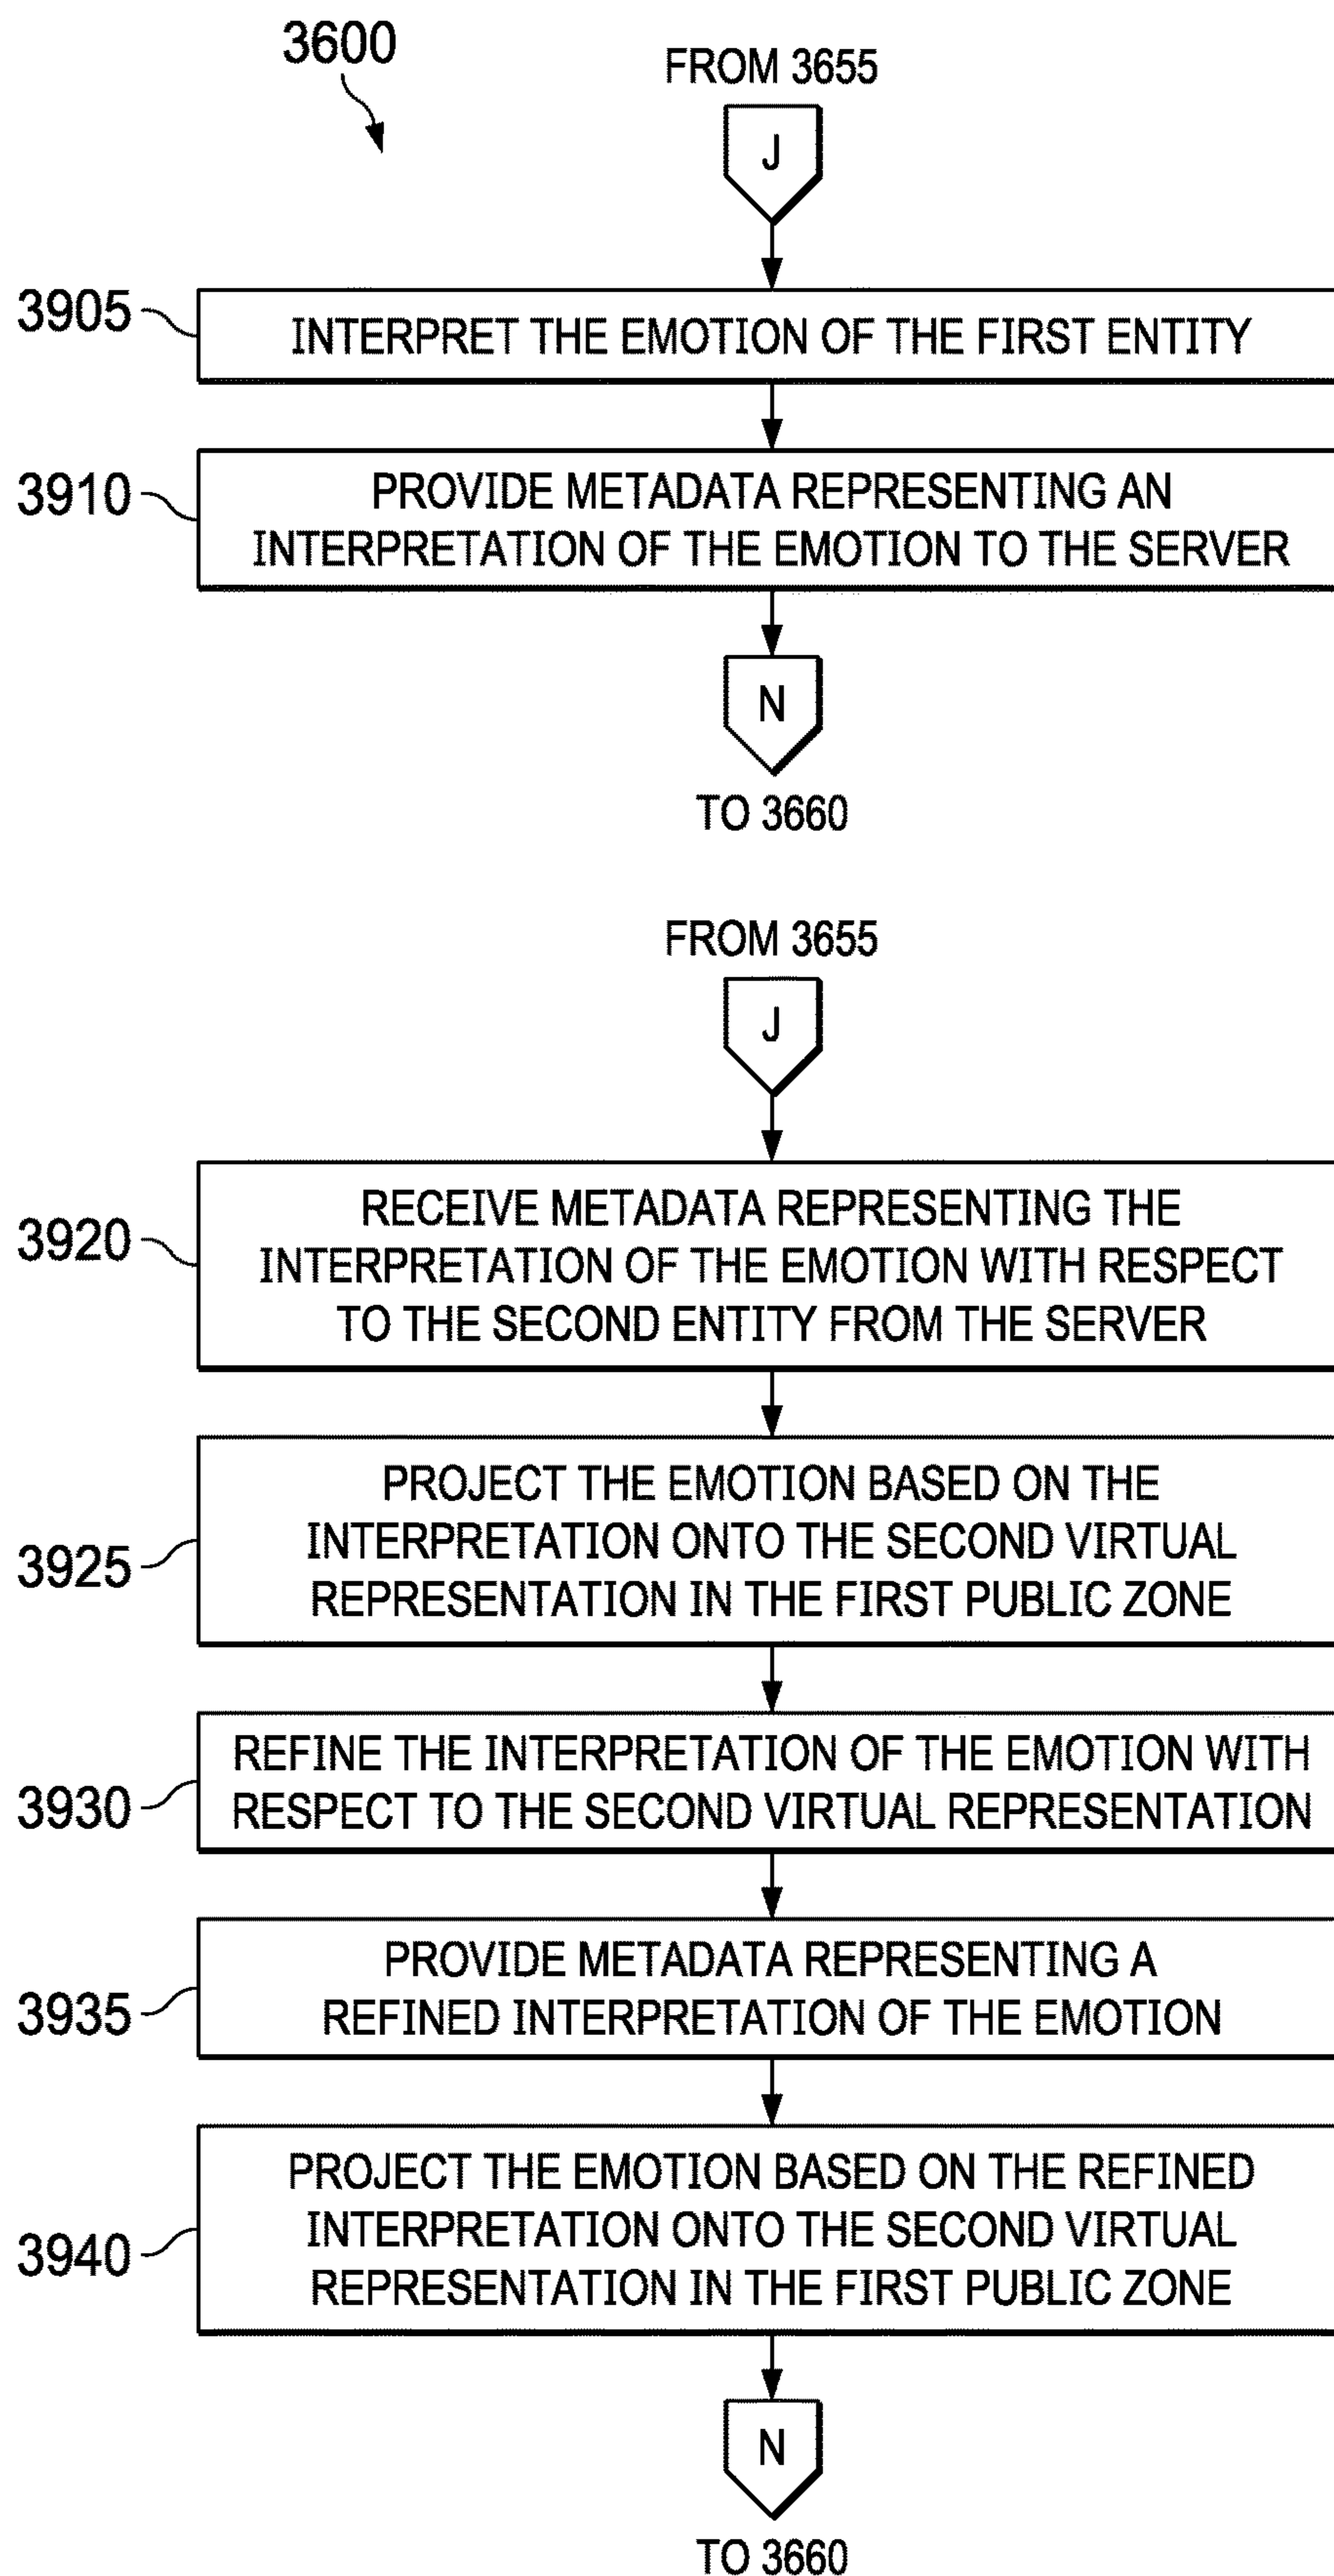 3600
FROM 3655
J
3905
INTERPRET THE EMOTION OF THE FIRST ENTITY
3910
PROVIDE METADATA REPRESENTING AN
INTERPRETATION OF THE EMOTION TO THE SERVER
N
TO 3660
FROM 3655
J
3920
RECEIVE METADATA REPRESENTING THE
INTERPRETATION OF THE EMOTION WITH RESPECT
TO THE SECOND ENTITY FROM THE SERVER
3925
PROJECT THE EMOTION BASED ON THE
INTERPRETATION ONTO THE SECOND VIRTUAL
REPRESENTATION IN THE FIRST PUBLIC ZONE
3930
REFINE THE INTERPRETATION OF THE EMOTION WITH
RESPECT TO THE SECOND VIRTUAL REPRESENTATION
3935
PROVIDE METADATA REPRESENTING A
REFINED INTERPRETATION OF THE EMOTION
3940
PROJECT THE EMOTION BASED ON THE REFINED
INTERPRETATION ONTO THE SECOND VIRTUAL
REPRESENTATION IN THE FIRST PUBLIC ZONE
N
TO 3660